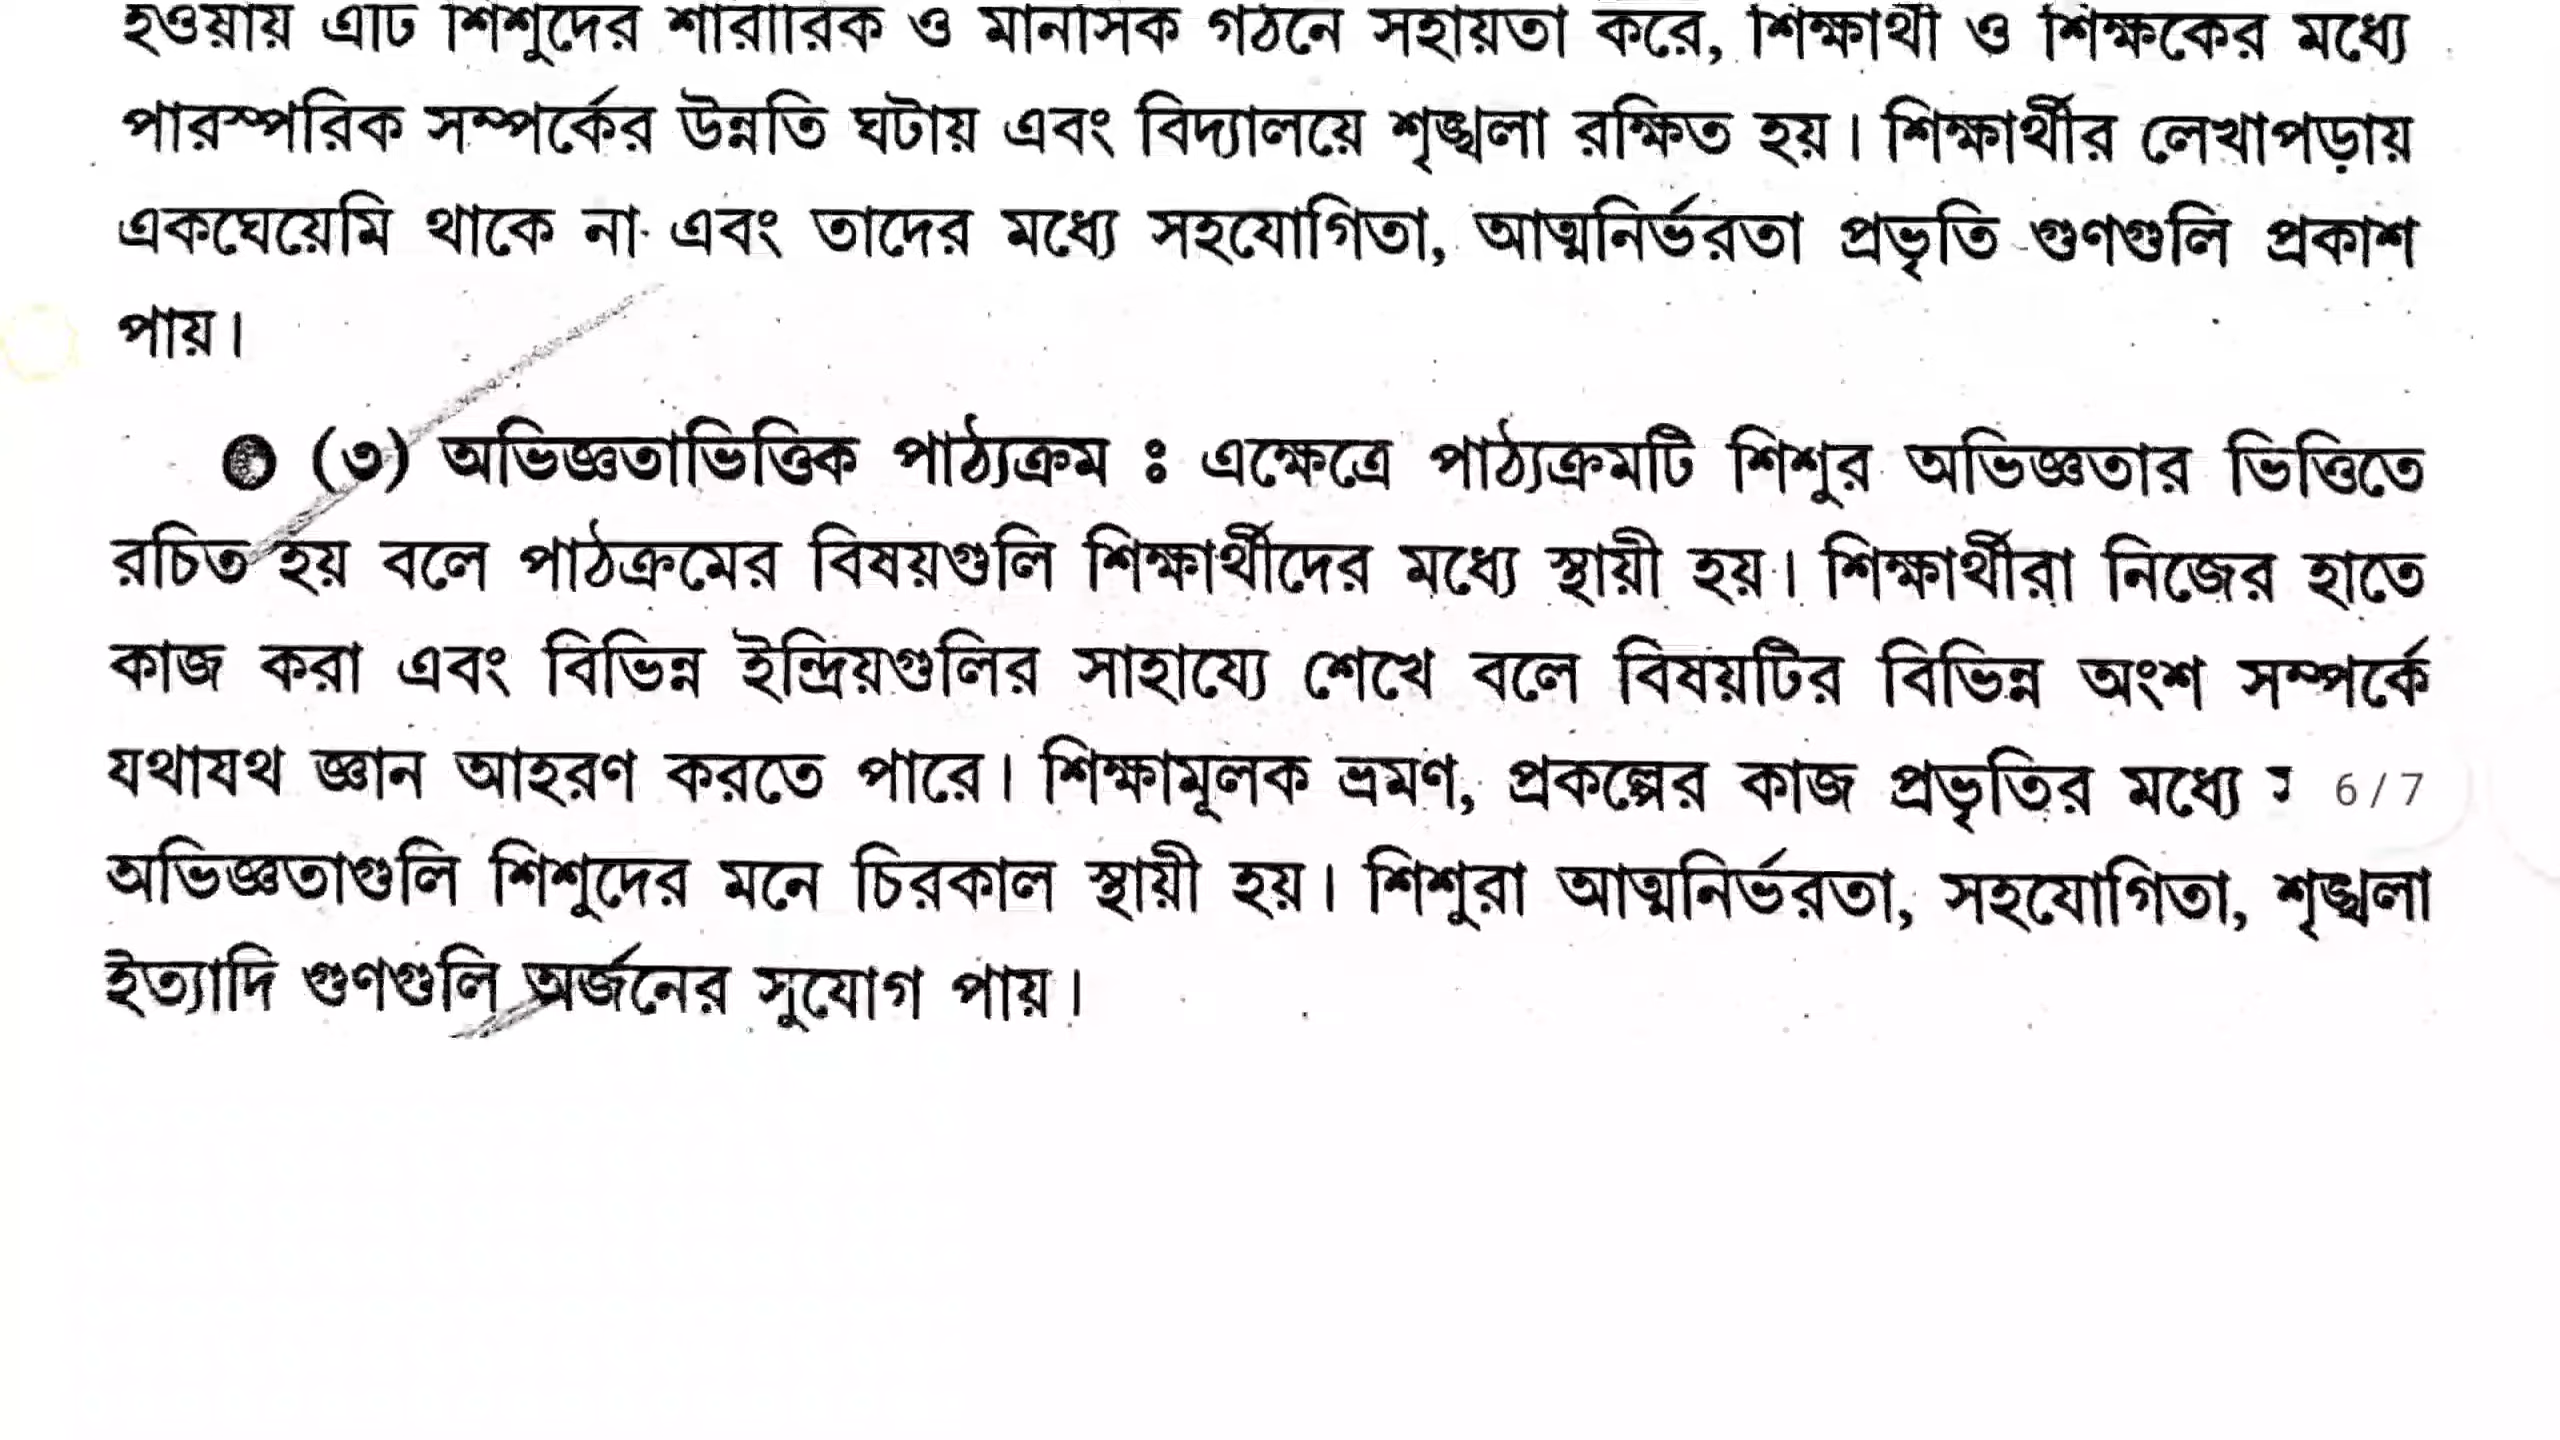 হওয়ায় এটি শিশুদের শারীরিক ও মানসিক গঠনে সহায়তা করে, শিক্ষার্থী ও শিক্ষকের মধ্যে
পারস্পরিক সম্পর্কের উন্নতি ঘটায় এবং বিদ্যালয়ে শৃঙ্খলা রক্ষিত হয়। শিক্ষার্থীর লেখাপড়ায়
একঘেয়েমি থাকে না এবং তাদের মধ্যে সহযোগিতা, আত্মনির্ভরতা প্রভৃতি গুণগুলি প্রকাশ
পায়।
(৩) অভিজ্ঞতাভিত্তিক পাঠ্যক্রম ঃ এক্ষেত্রে পাঠ্যক্রমটি শিশুর অভিজ্ঞতার ভিত্তিতে
রচিত হয় বলে পাঠক্রমের বিষয়গুলি শিক্ষার্থীদের মধ্যে স্থায়ী হয়। শিক্ষার্থীরা নিজের হাতে
কাজ করা এবং বিভিন্ন ইন্দ্রিয়গুলির সাহায্যে শেখে বলে বিষয়টির বিভিন্ন অংশ সম্পর্কে
যথাযথ জ্ঞান আহরণ করতে পারে। শিক্ষামূলক ভ্রমণ, প্রকল্পের কাজ প্রভৃতির মধ্যে 6/7
অভিজ্ঞতাগুলি শিশুদের মনে চিরকাল স্থায়ী হয়। শিশুরা আত্মনির্ভরতা, সহযোগিতা, শৃঙ্খলা
ইত্যাদি গুণগুলি অর্জনের সুযোগ পায়।